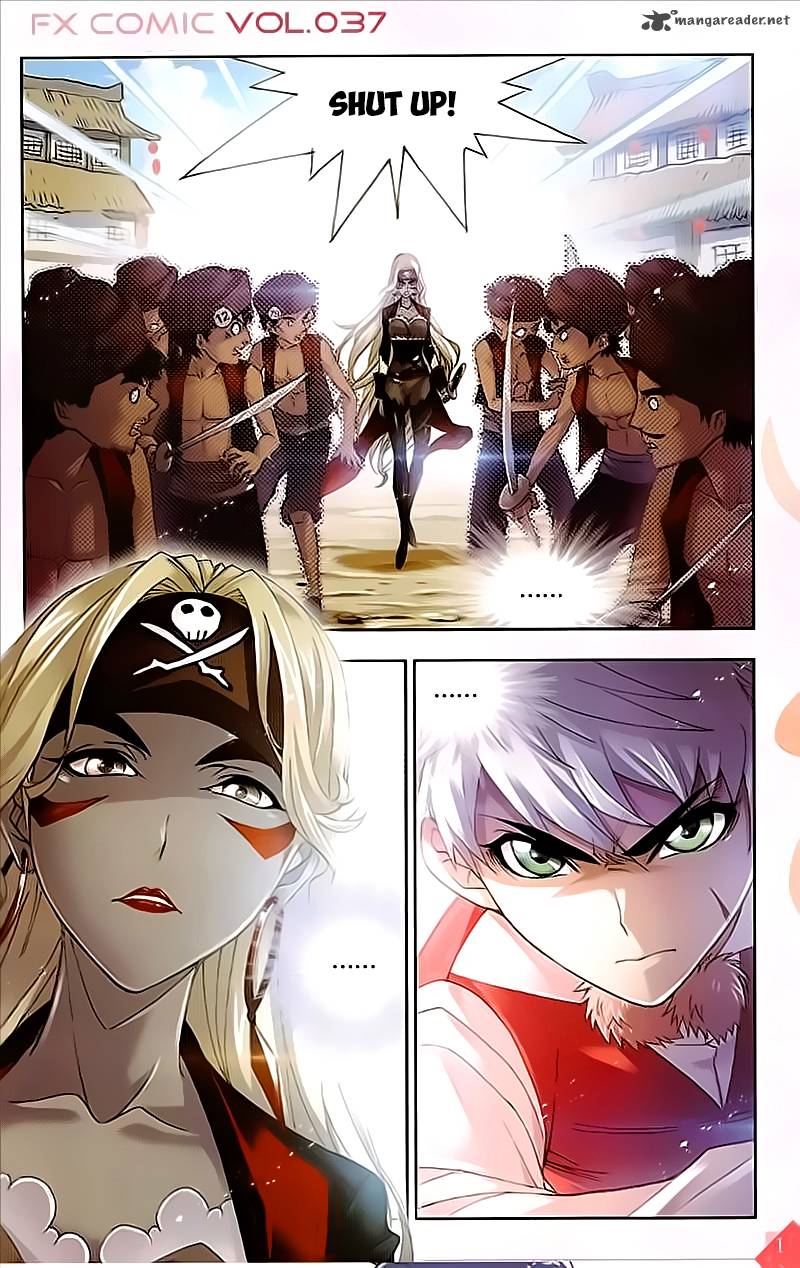 FX COMIC VOL.037
mangareader.net
SHUT UP!
......
......
......
1